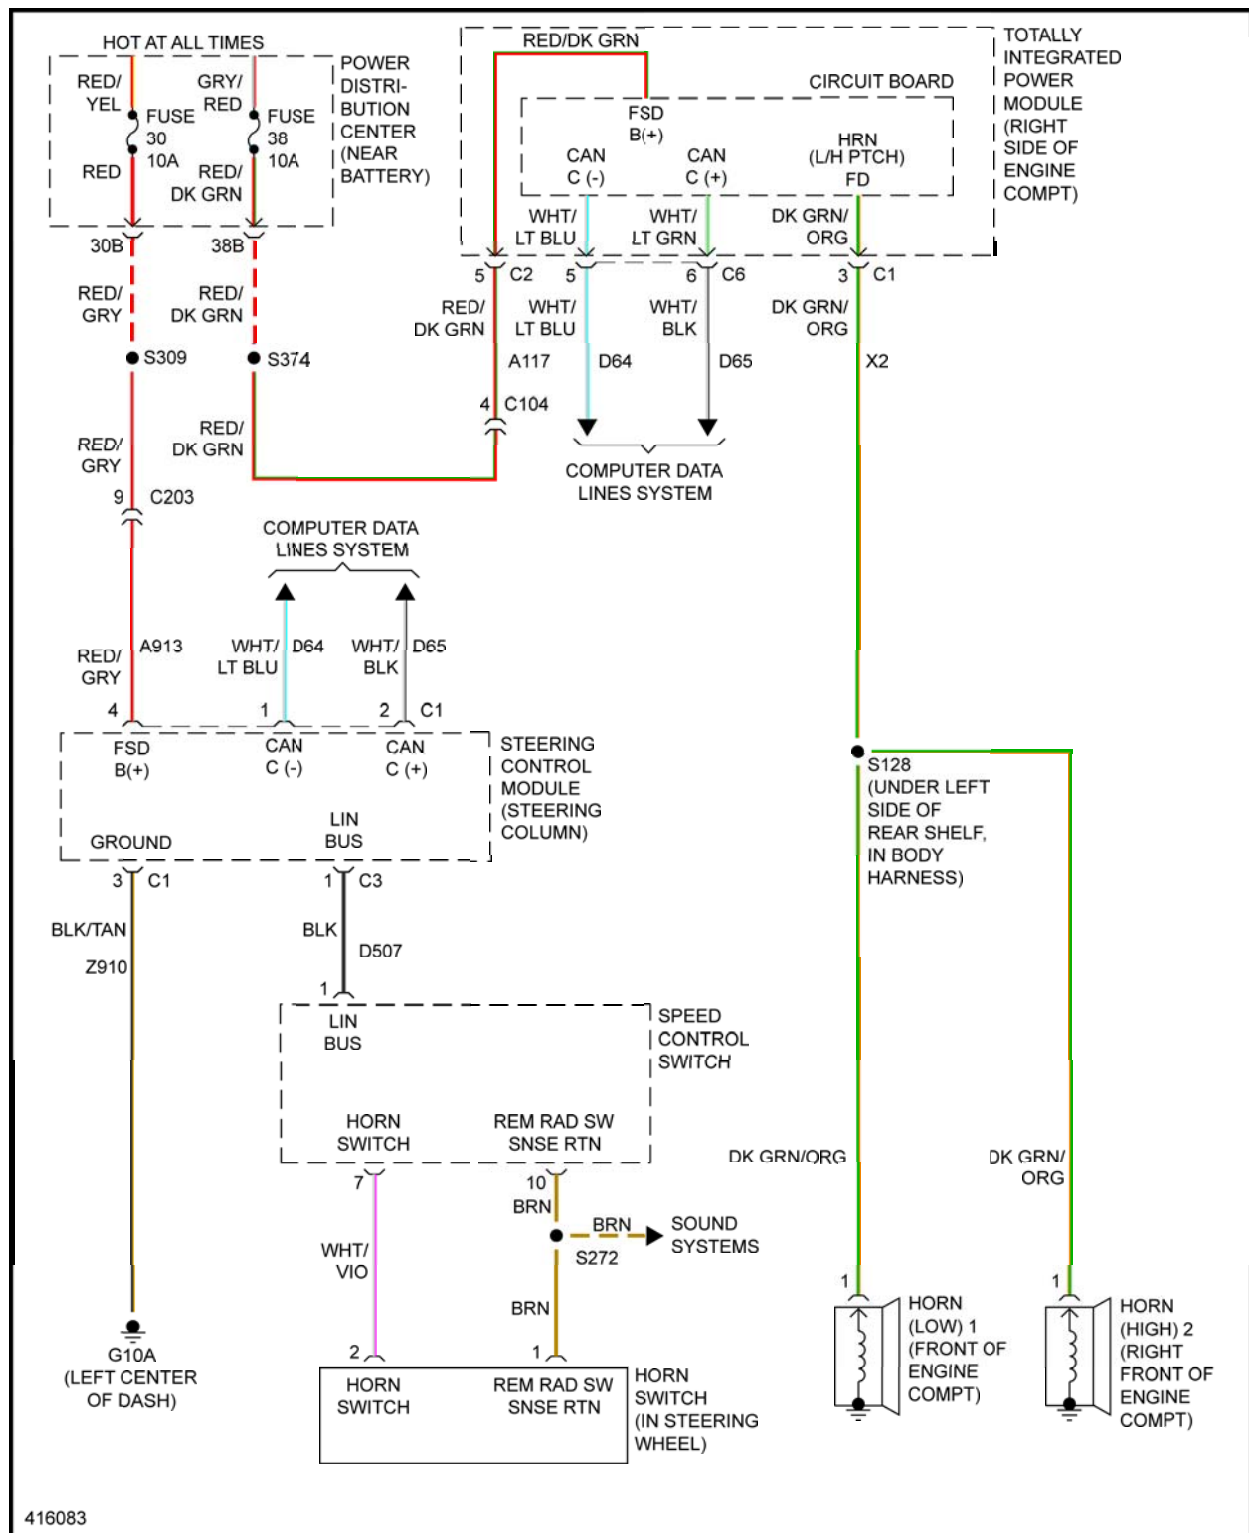 HOT AT ALL TIMES
RED/
YEL
GRY/
RED
FUSE
30
10A
FUSE
38
10A
RED
RED/
DK GRN
POWER
DISTRI-
BUTION
CENTER
(NEAR
BATTERY)
30B
38B
RED/
GRY
RED/
DK GRN
S309
S374
RED/
GRY
RED/
DK GRN
9
C203
RED/DK GRN
TOTALLY
INTEGRATED
POWER
MODULE
(RIGHT
SIDE OF
ENGINE
COMPT)
CIRCUIT BOARD
FSD
B(+)
CAN
C (-)
CAN
C (+)
HRN
(L/H PTCH)
FD
WHT/
LT BLU
WHT/
LT GRN
DK GRN/
ORG
5
C2
5
6
C6
3
C1
RED/
DK GRN
WHT/
LT BLU
WHT/
BLK
DK GRN/
ORG
A117
D64
D65
X2
4
C104
COMPUTER DATA
LINES SYSTEM
COMPUTER DATA
LINES SYSTEM
A913
RED/
GRY
WHT/
LT BLU
D64
WHT/
BLK
D65
4
1
2
C1
FSD
B(+)
CAN
C (-)
CAN
C (+)
STEERING
CONTROL
MODULE
(STEERING
COLUMN)
GROUND
LIN
BUS
3
C1
1
C3
BLK/TAN
Z910
BLK
D507
1
LIN
BUS
SPEED
CONTROL
SWITCH
HORN
SWITCH
REM RAD SW
SNSE RTN
7
10
BRN
WHT/
VIO
BRN
SOUND
SYSTEMS
S272
BRN
2
1
HORN
SWITCH
REM RAD SW
SNSE RTN
HORN
SWITCH
(IN STEERING
WHEEL)
G10A
(LEFT CENTER
OF DASH)
S128
(UNDER LEFT
SIDE OF
REAR SHELF,
IN BODY
HARNESS)
DK GRN/ORG
DK GRN/
ORG
1
1
HORN
(LOW) 1
(FRONT OF
ENGINE
COMPT)
HORN
(HIGH) 2
(RIGHT
FRONT OF
ENGINE
COMPT)
416083